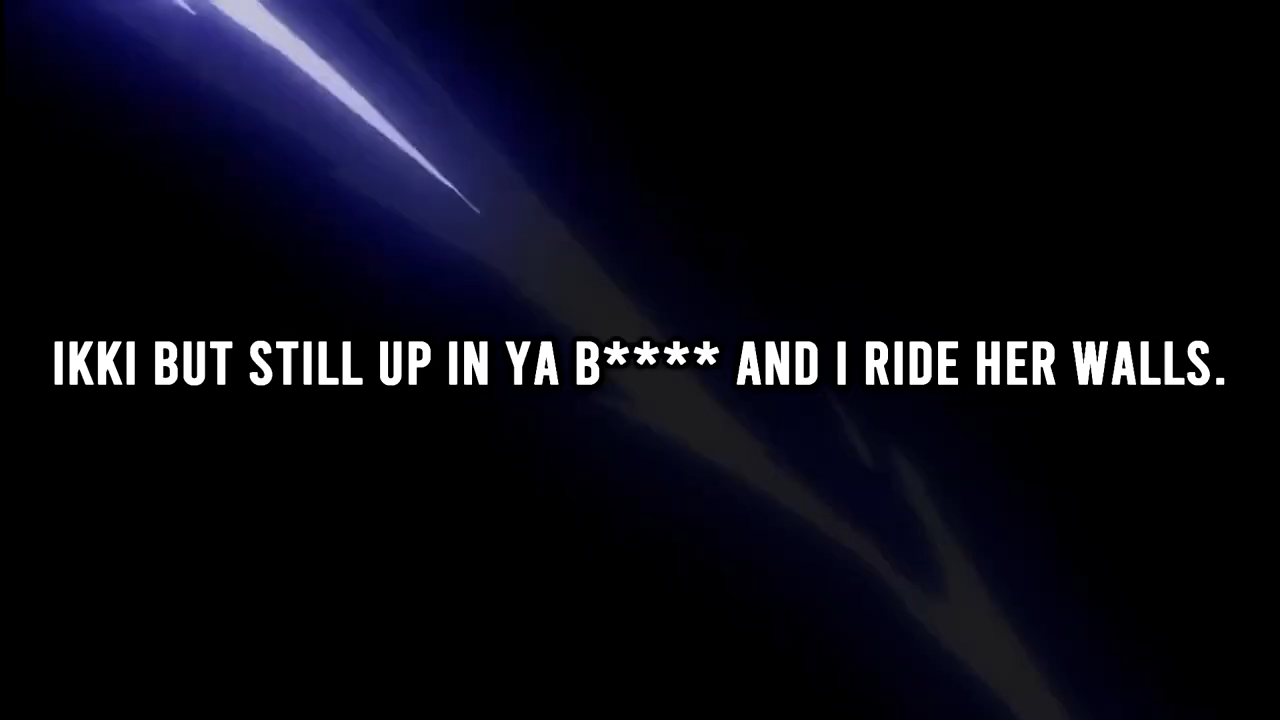 IKKI BUT STILL UP IN YA B**** AND I RIDE HER WALLS.